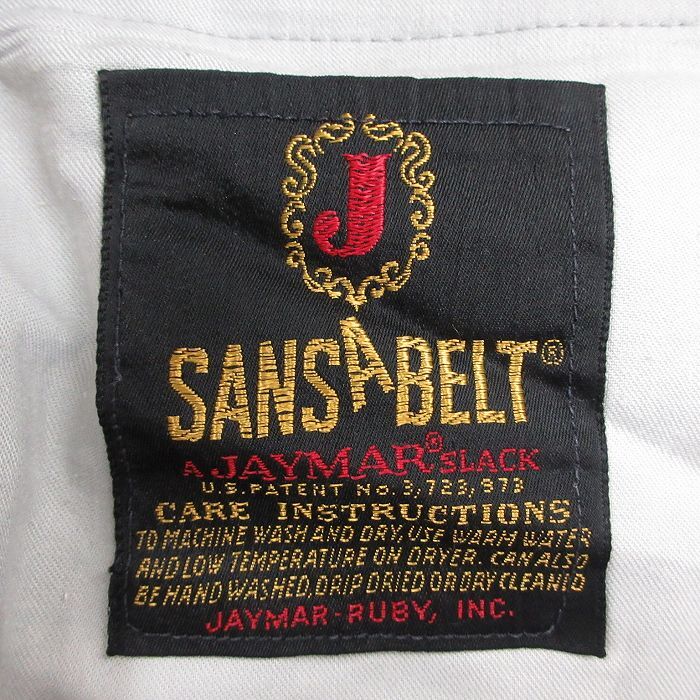 J
SANSABELT®
A JAYMAR® SLACK
U.S. PATENT No. 3,723,373
CARE INSTRUCTIONS
TO MACHINE WASH AND DRY, USE WARM WATER
AND LOW TEMPERATURE ON DRYER. CAN ALSO
BE HAND WASHED, DRIP DRIED OR DRY CLEANED
JAYMAR-RUBY, INC.